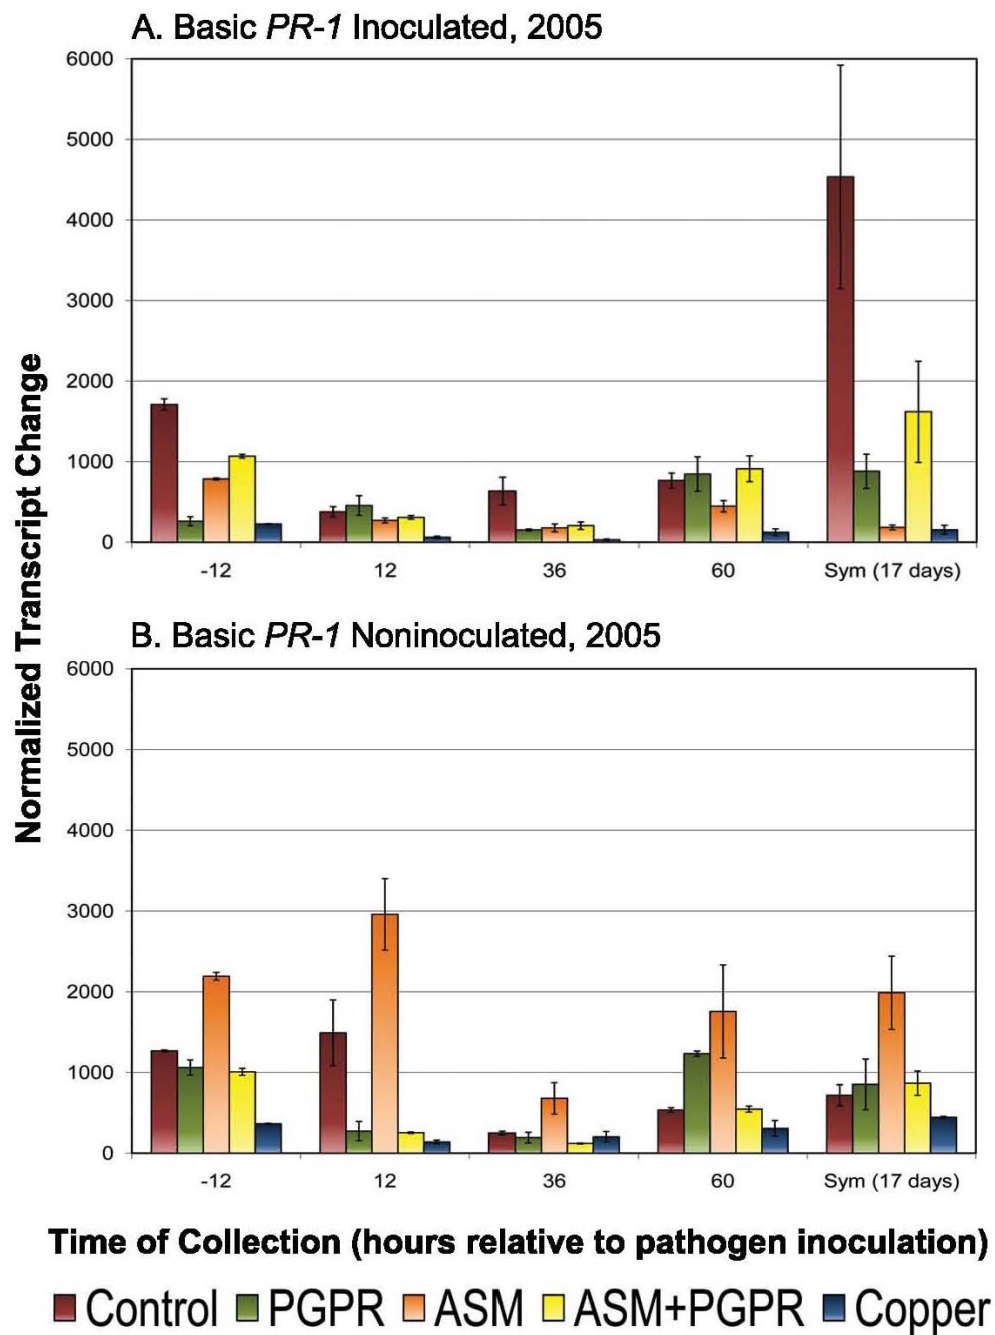 A. Basic PR-1 Inoculated, 2005
6000
5000
4000
3000
2000
1000
0
-12 12 36 60 Sym (17 days)
Normalized Transcript Change
B. Basic PR-1 Noninoculated, 2005
6000
5000
4000
3000
2000
1000
0
-12 12 36 60 Sym (17 days)
Time of Collection (hours relative to pathogen inoculation)
Control PGPR ASM ASM+PGPR Copper